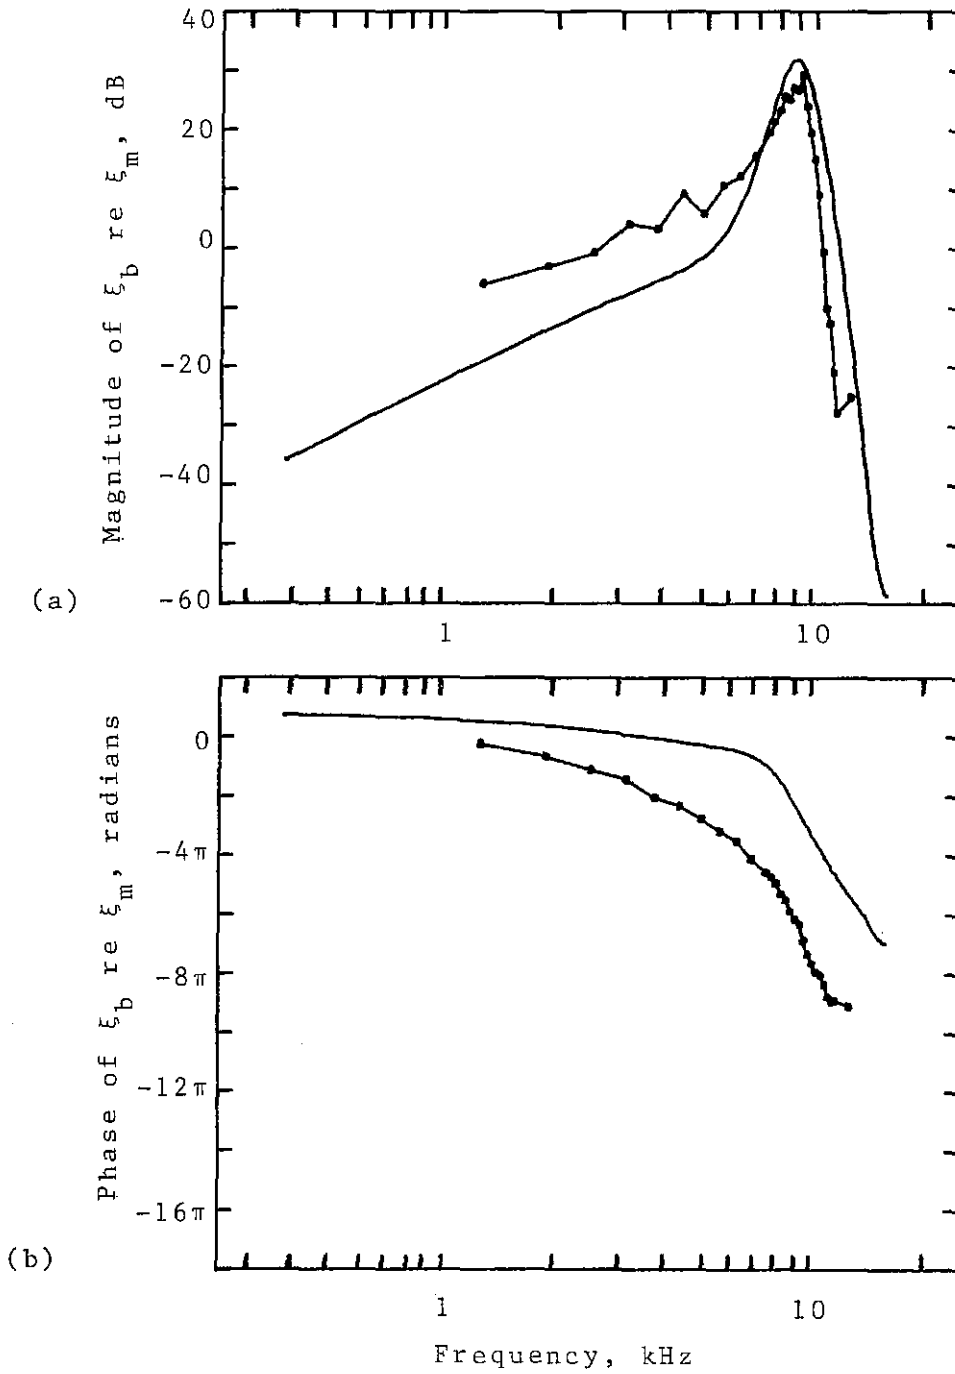 40
20
0
-20
-40
-60
Magnitude of ξb re ξm, dB
(a)
1
10
0
-4π
-8π
-12π
-16π
Phase of ξb re ξm, radians
(b)
1
10
Frequency, kHz